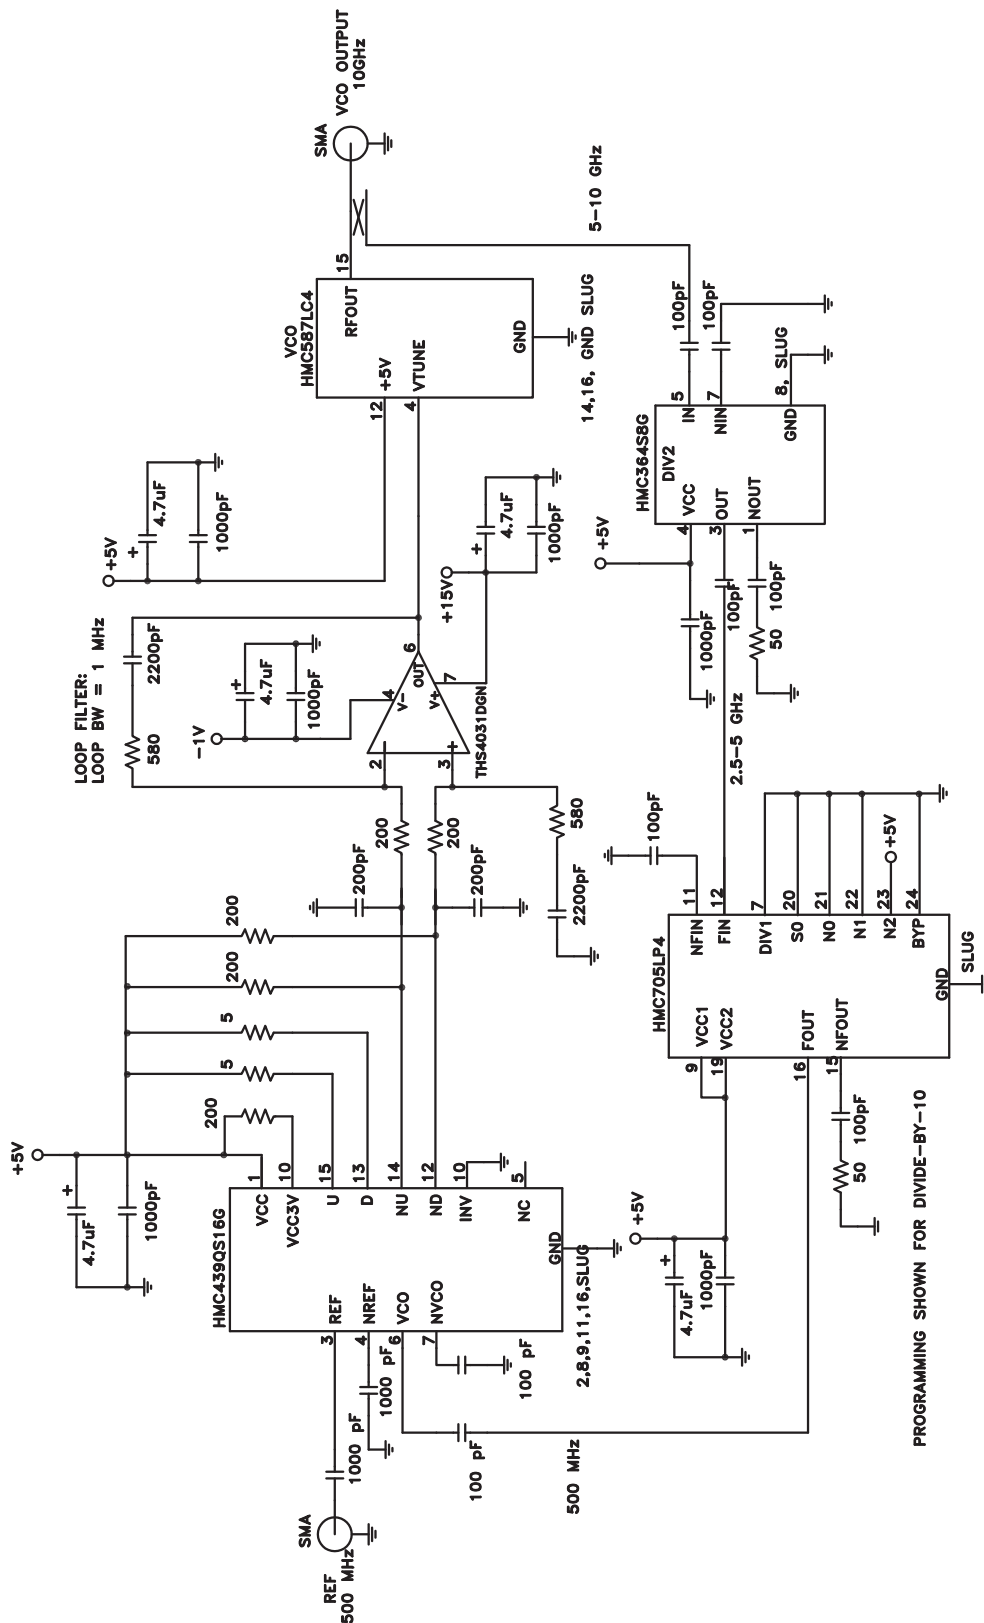 LOOP FILTER:
LOOP BW = 1 MHz
580
2200pF
+5V
+
4.7uF
1000pF
-1V
+
4.7uF
1000pF
VCO
HMC587LC4
12
+5V
4
VTUNE
RFOUT
15
GND
14,16, GND SLUG
SMA
VCO OUTPUT
10GHz
5-10 GHz
+5V
+
4.7uF
1000pF
200
5
5
200
200
HMC439QS16G
1
VCC
10
VCC3V
15
U
13
D
14
NU
12
ND
10
INV
5
NC
GND
2,8,9,11,16,SLUG
3
REF
4
NREF
6
VCO
7
NVCO
SMA
REF
500 MHz
1000 pF
1000 pF
100 pF
100 pF
500 MHz
200pF
200
200
200pF
2
3
4
V-
OUT
6
V+
7
THS4031DGN
+15V
+
4.7uF
1000pF
2200pF
580
100pF
2.5-5 GHz
HMC705LP4
11
NFIN
12
FIN
7
DIV1
20
S0
21
N0
22
N1
23
N2
+5V
24
BYP
GND
SLUG
9
VCC1
19
VCC2
16
FOUT
15
NFOUT
+5V
+
4.7uF
1000pF
100pF
50
PROGRAMMING SHOWN FOR DIVIDE-BY-10
HMC364S8G
DIV2
4
VCC
3
OUT
1
NOUT
5
IN
7
NIN
GND
8, SLUG
+5V
1000pF
100pF
100pF
50
100pF
100pF